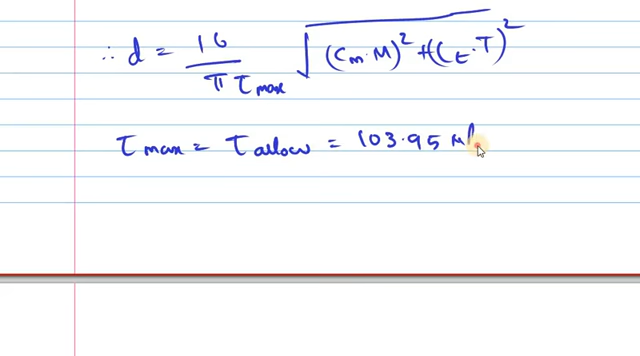 ∴ d = 16 / π τmax √( (Cm·M)² + (Ct·T)² )
τmax = τallow = 103.95 M